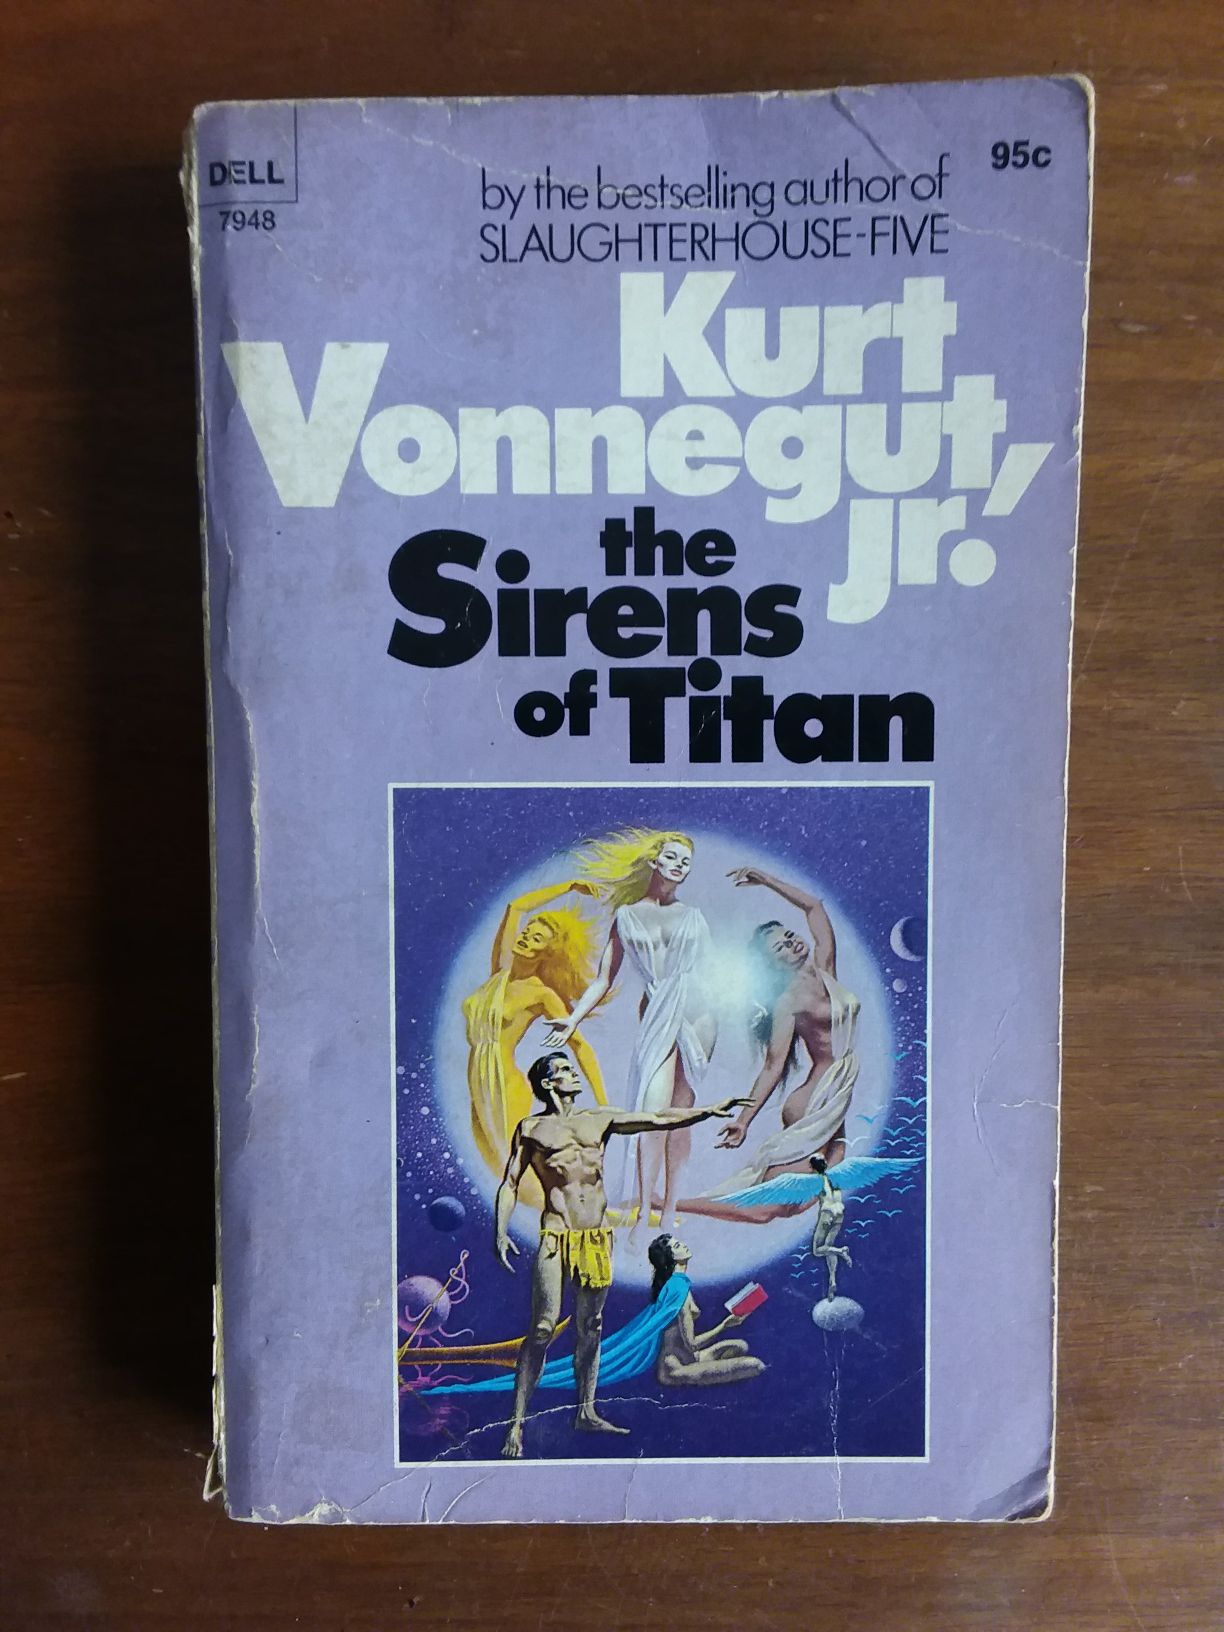 DELL
7948
95c
by the bestselling author of
SLAUGHTERHOUSE-FIVE
Kurt
Vonnegut,
jr.
the
Sirens
of Titan